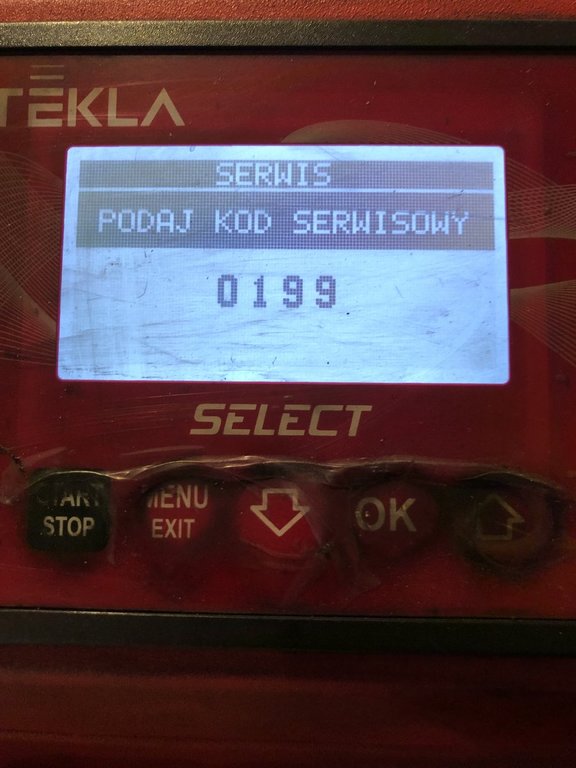 TEKLA
SERWIS
PODAJ KOD SERWISOWY
0199
SELECT
START
STOP
MENU
EXIT
OK